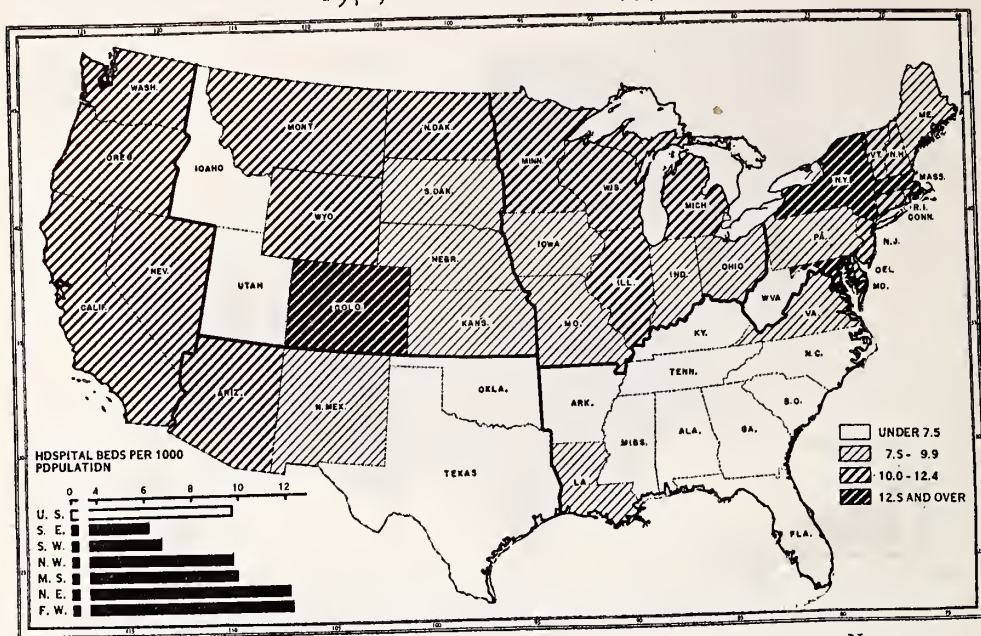 WASH.
MONT.
N.DAK.
MINN.
ME.
VT.
N.H.
OREG.
IDAHO
S.DAK.
WIS.
MICH.
N.Y.
MASS.
R.I.
CONN.
WYO.
IOWA
PA.
N.J.
NEV.
UTAH
COLO.
NEBR.
ILL.
IND.
OHIO
DEL.
MD.
CALIF.
KANS.
MO.
W.VA.
VA.
KY.
N.C.
ARIZ.
N.MEX.
OKLA.
ARK.
TENN.
S.C.
TEXAS
LA.
MISS.
ALA.
GA.
FLA.
UNDER 7.5
7.5 - 9.9
10.0 - 12.4
12.5 AND OVER
HOSPITAL BEDS PER 1000
POPULATION
0 4 6 8 10 12
U. S.
S. E.
S. W.
N. W.
M. S.
N. E.
F. W.